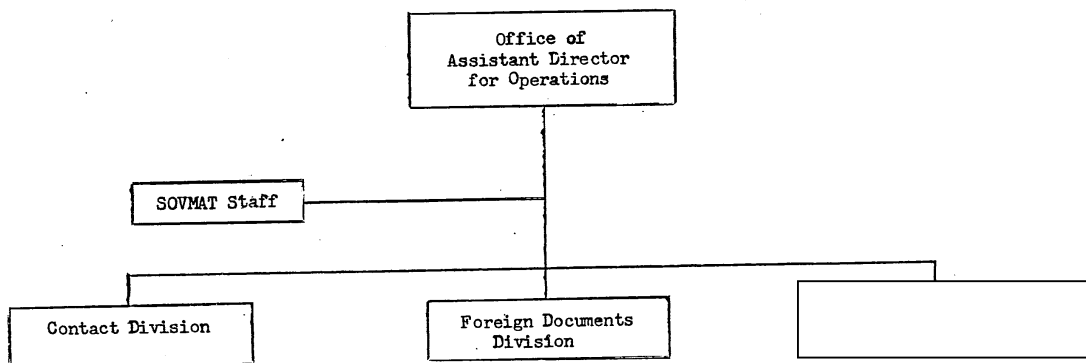 Office of
Assistant Director
for Operations
SOVMAT Staff
Contact Division
Foreign Documents
Division